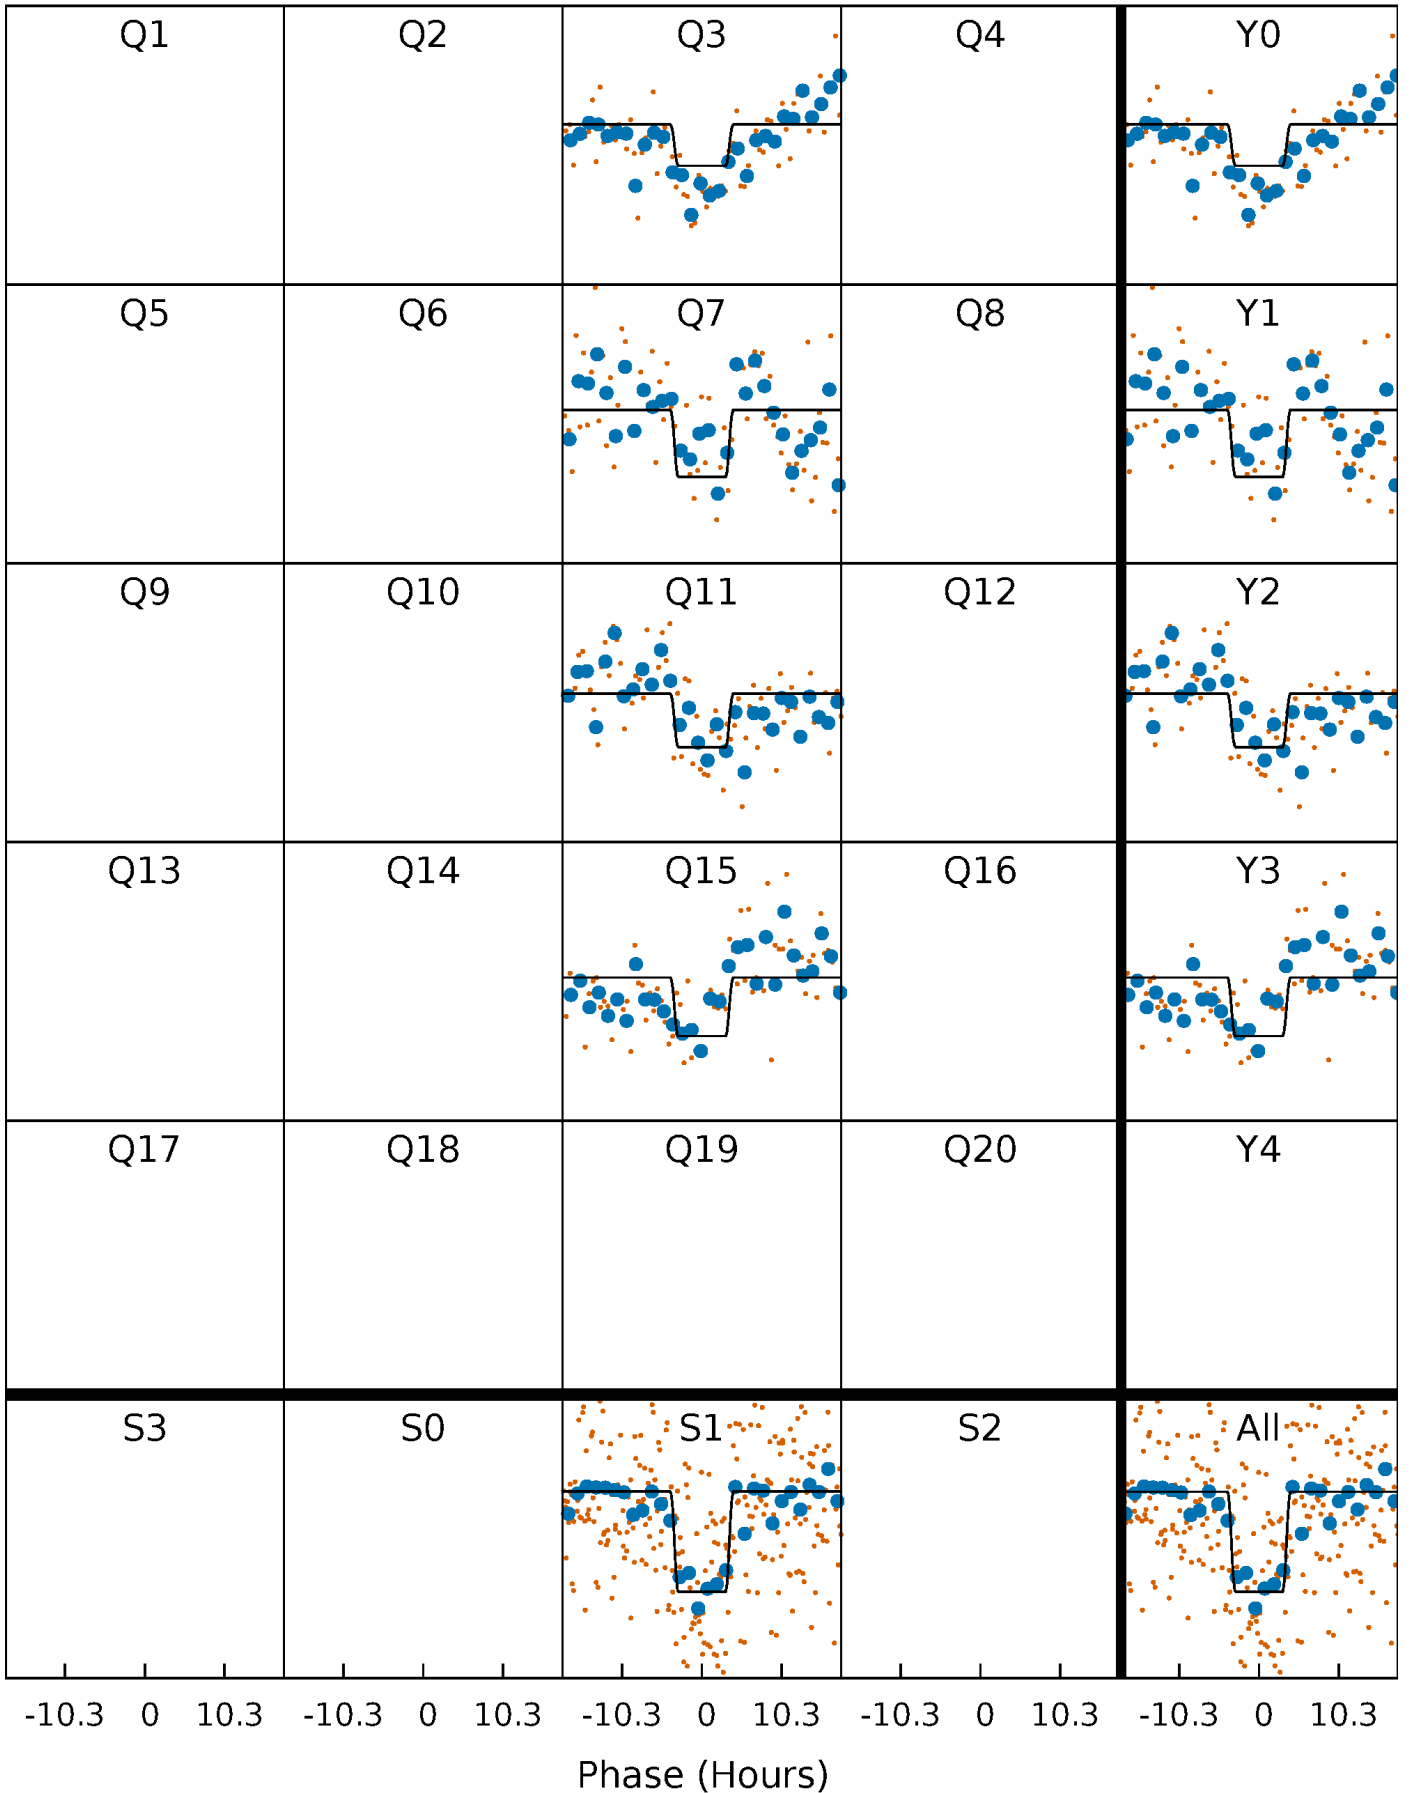 Q1 Q2 Q3 Q4 Y0
Q5 Q6 Q7 Q8 Y1
Q9 Q10 Q11 Q12 Y2
Q13 Q14 Q15 Q16 Y3
Q17 Q18 Q19 Q20 Y4
S3 S0 S1 S2 All
-10.3 0 10.3 -10.3 0 10.3 -10.3 0 10.3 -10.3 0 10.3 -10.3 0 10.3
Phase (Hours)